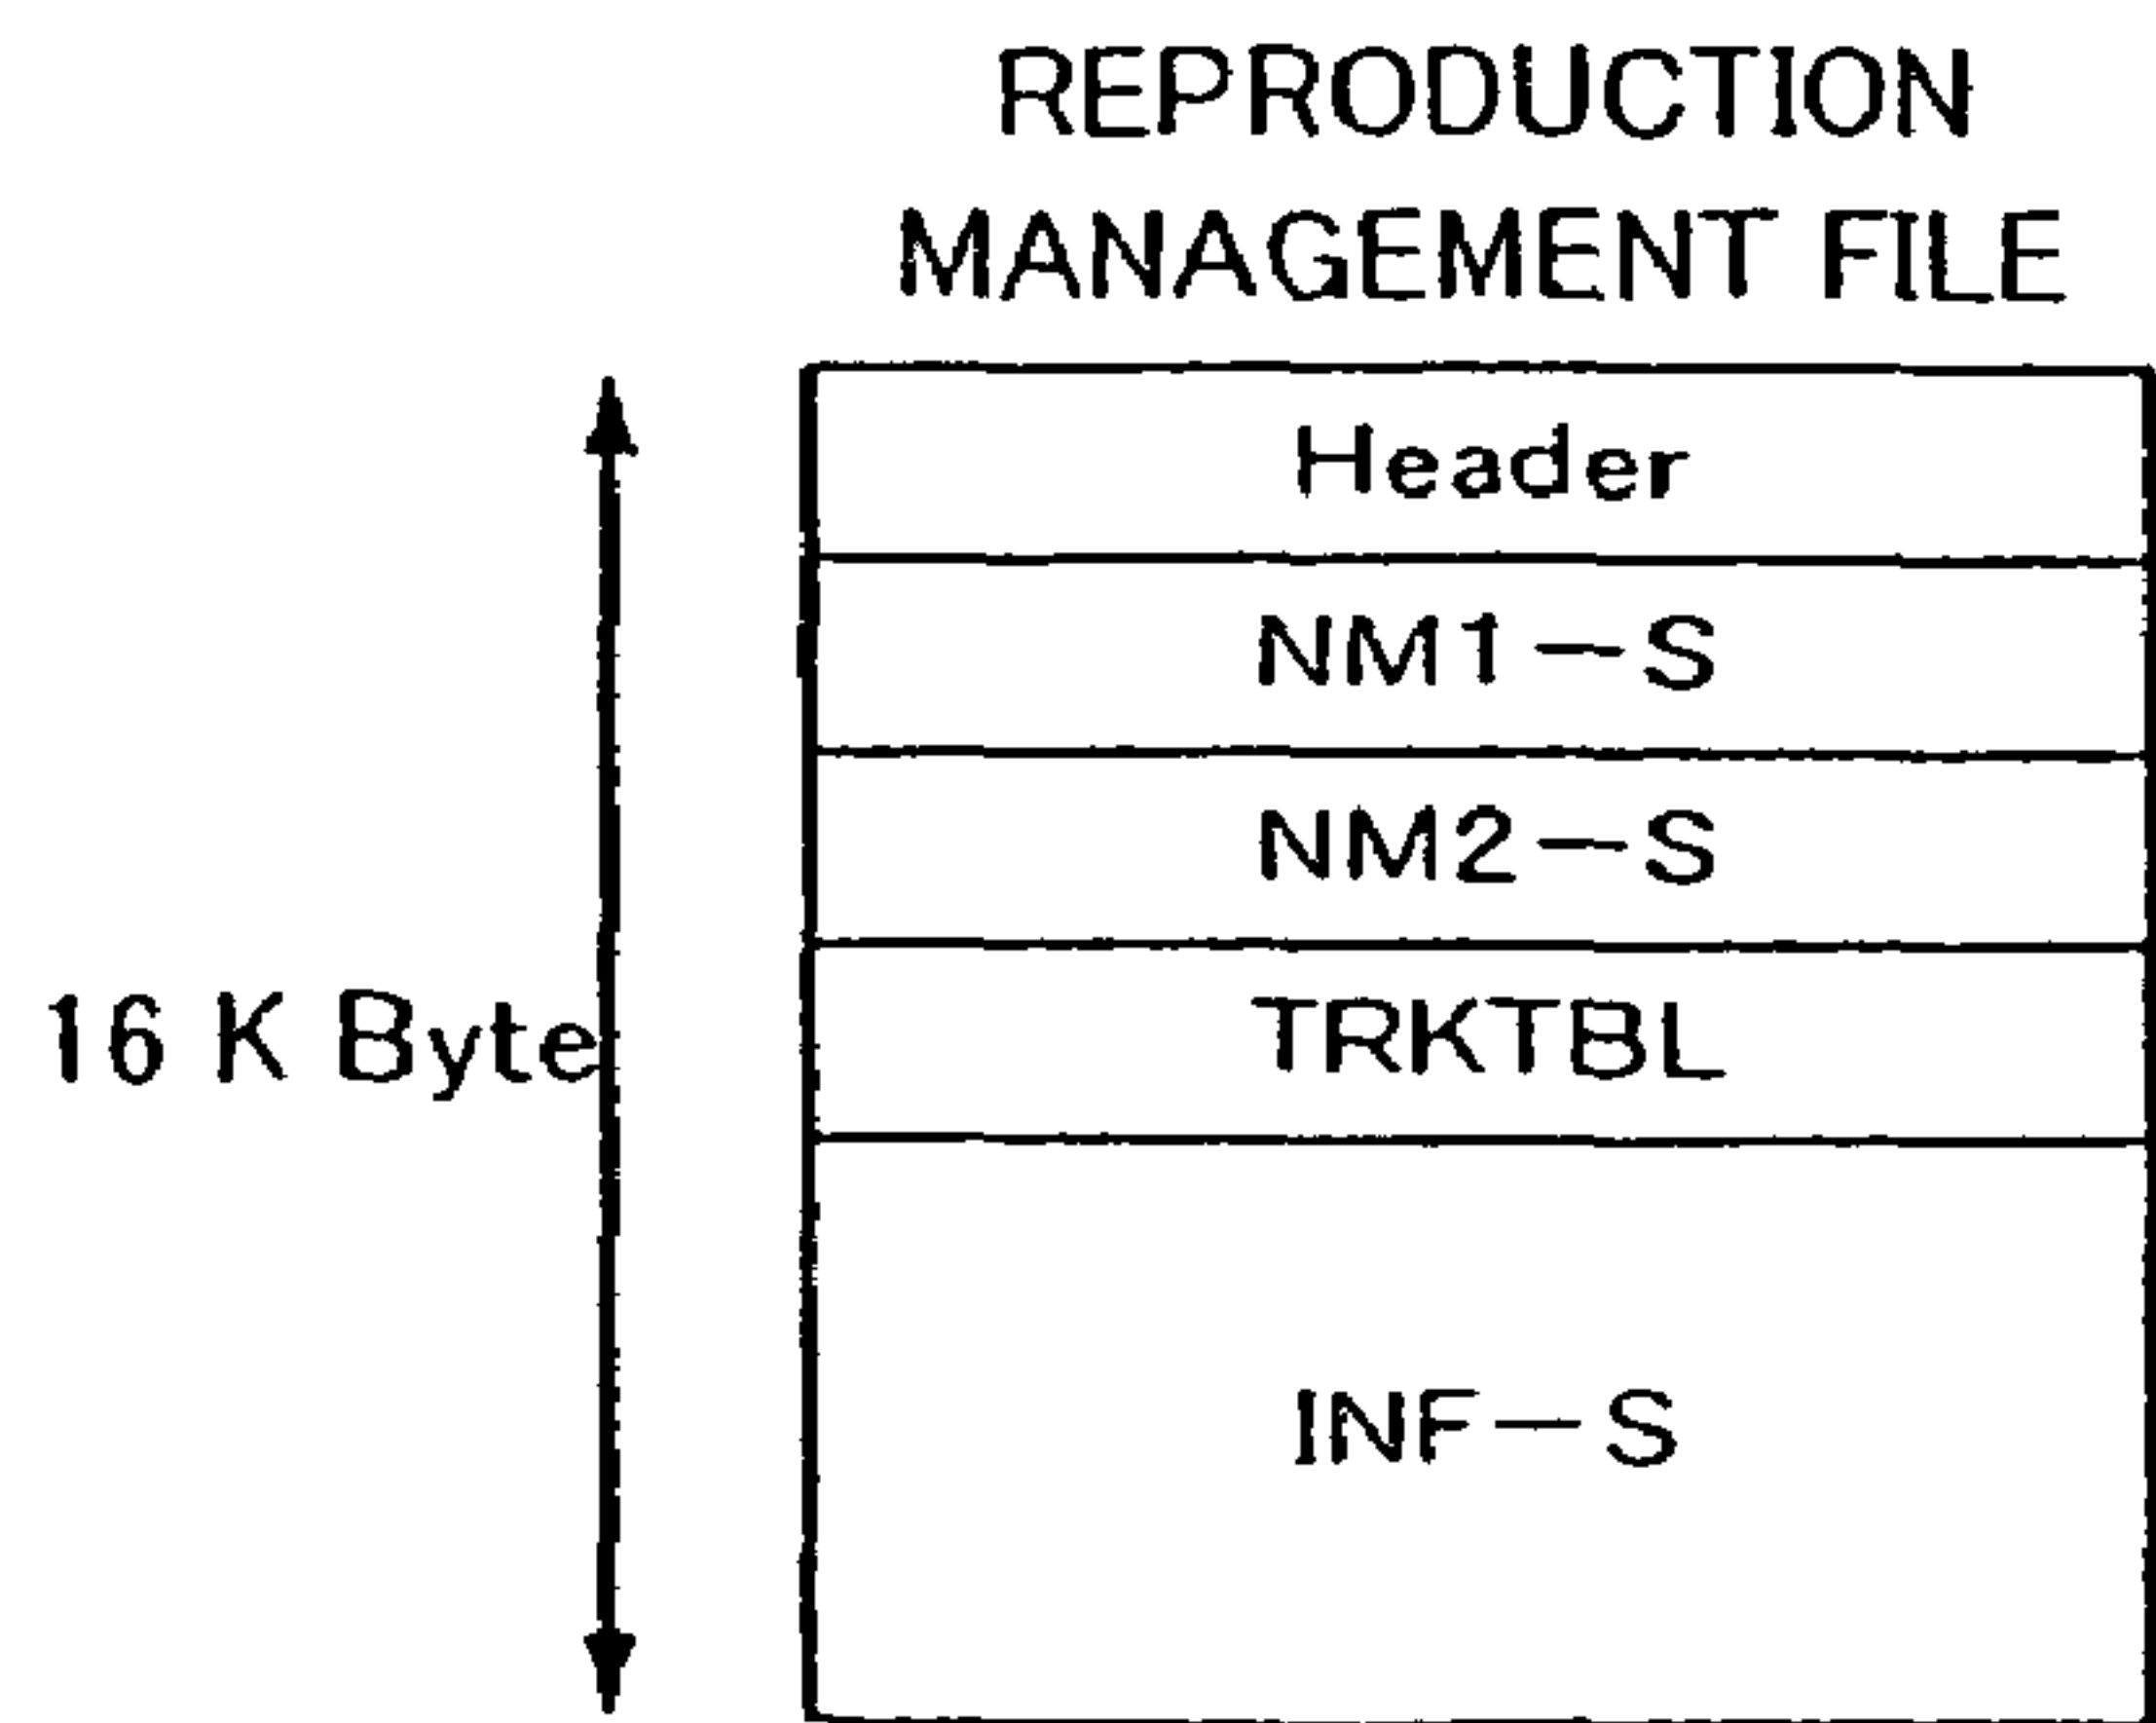 REPRODUCTION
MANAGEMENT FILE
Header
NM1-S
NM2-S
TRKTBL
16 K Byte
INF-S